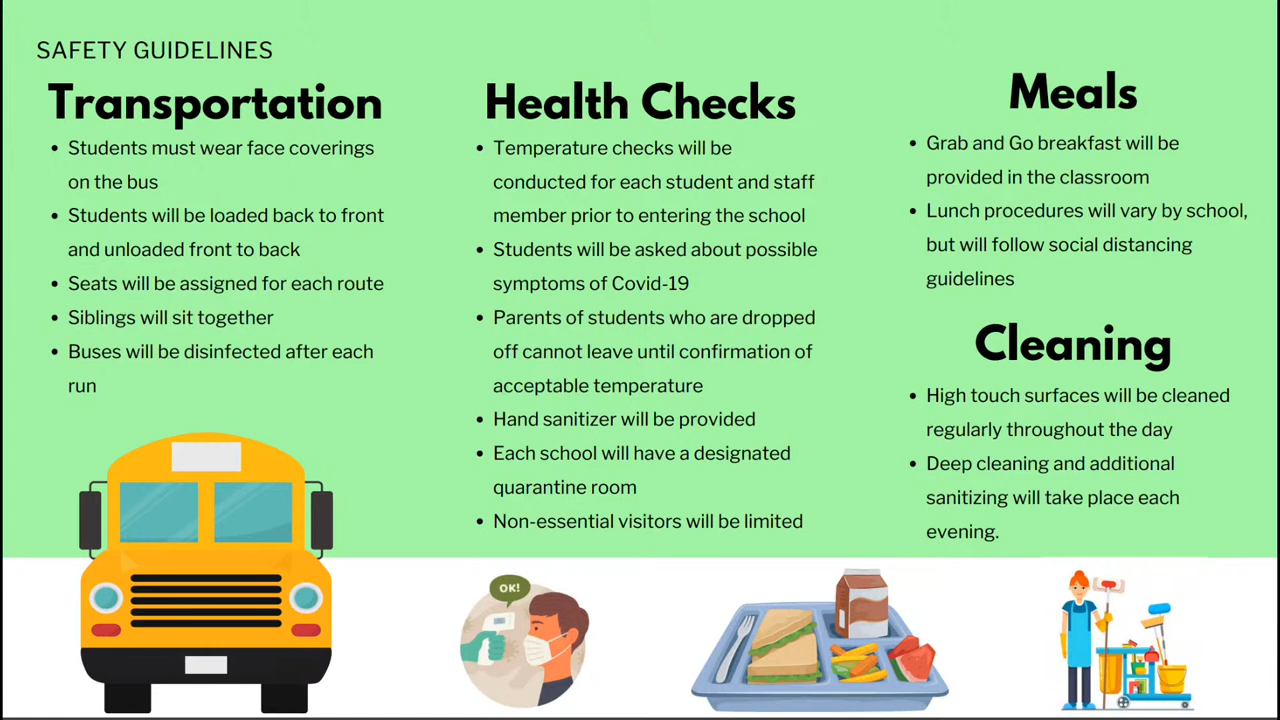 SAFETY GUIDELINES
Transportation
• Students must wear face coverings
on the bus
• Students will be loaded back to front
and unloaded front to back
• Seats will be assigned for each route
• Siblings will sit together
• Buses will be disinfected after each
run
Health Checks
• Temperature checks will be
conducted for each student and staff
member prior to entering the school
• Students will be asked about possible
symptoms of Covid-19
• Parents of students who are dropped
off cannot leave until confirmation of
acceptable temperature
• Hand sanitizer will be provided
• Each school will have a designated
quarantine room
• Non-essential visitors will be limited
Meals
• Grab and Go breakfast will be
provided in the classroom
• Lunch procedures will vary by school,
but will follow social distancing
guidelines
Cleaning
• High touch surfaces will be cleaned
regularly throughout the day
• Deep cleaning and additional
sanitizing will take place each
evening.
OK!